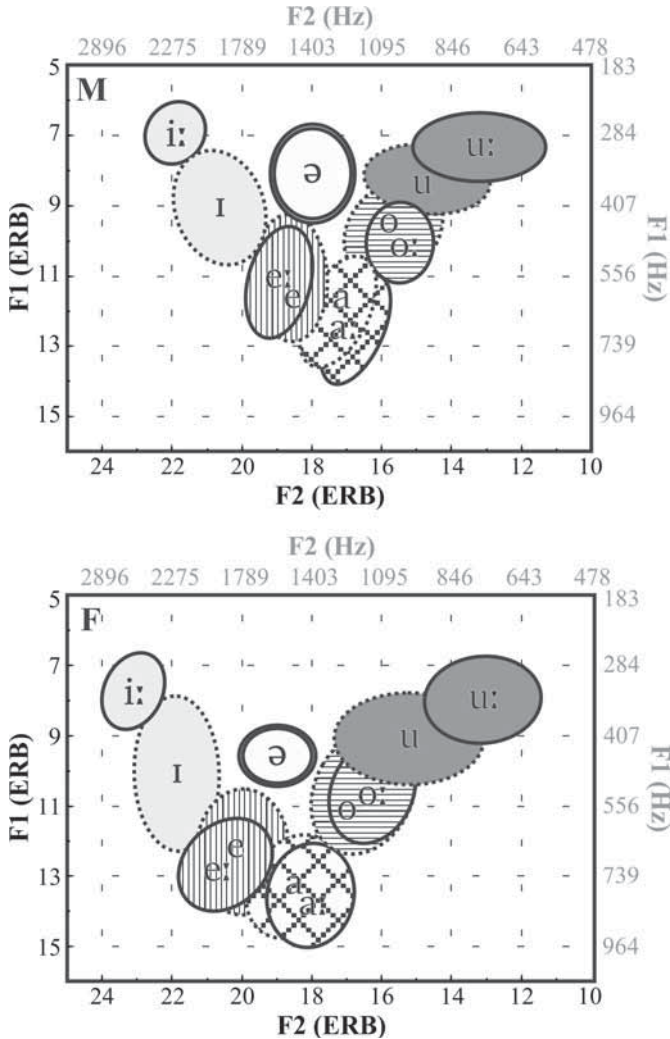 F2 (Hz)
2896 2275 1789 1403 1095 846 643 478
M
5 183
7 284
9 407
11 556
13 739
15 964
F1 (ERB)
F1 (Hz)
iː
ɪ
ə
uː
u
o
oː
eː
e
a
aː
24 22 20 18 16 14 12 10
F2 (ERB)
F2 (Hz)
2896 2275 1789 1403 1095 846 643 478
F
5 183
7 284
9 407
11 556
13 739
15 964
F1 (ERB)
F1 (Hz)
iː
ɪ
ə
uː
u
oː
o
e
eː
a
aː
24 22 20 18 16 14 12 10
F2 (ERB)